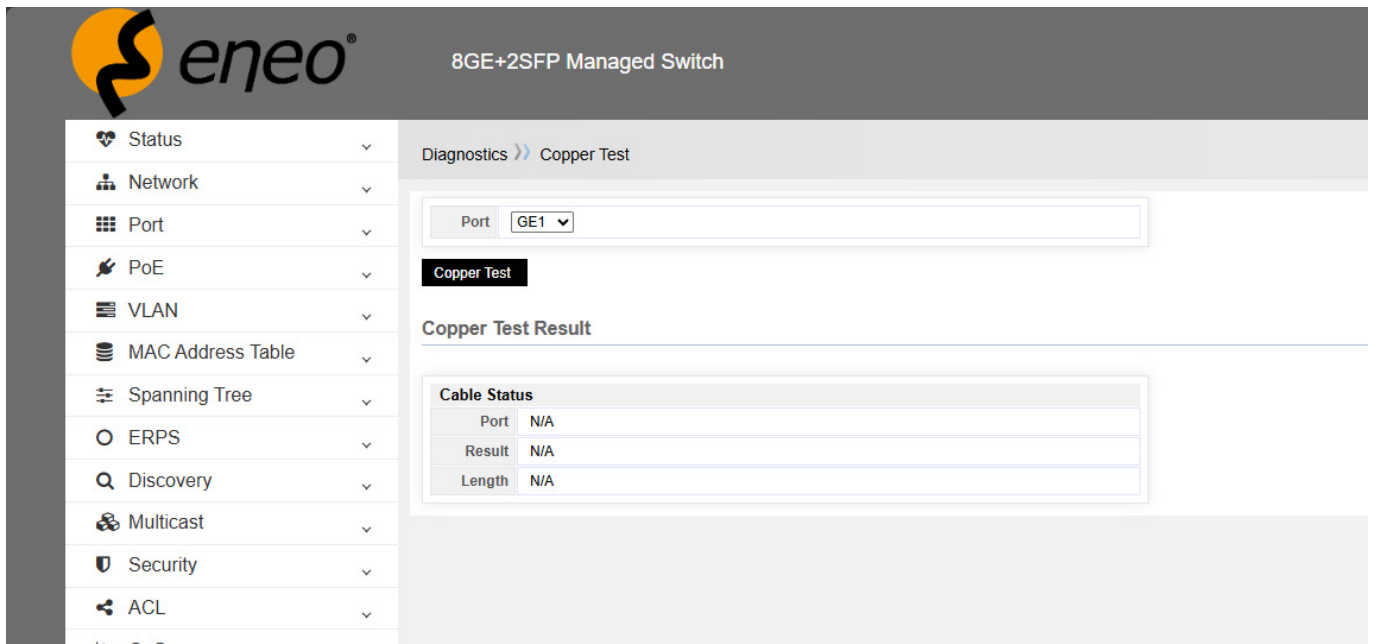 eneo®
8GE+2SFP Managed Switch
Status
Network
Port
PoE
VLAN
MAC Address Table
Spanning Tree
ERPS
Discovery
Multicast
Security
ACL
Diagnostics 》 Copper Test
Port GE1
Copper Test
Copper Test Result
Cable Status
Port N/A
Result N/A
Length N/A